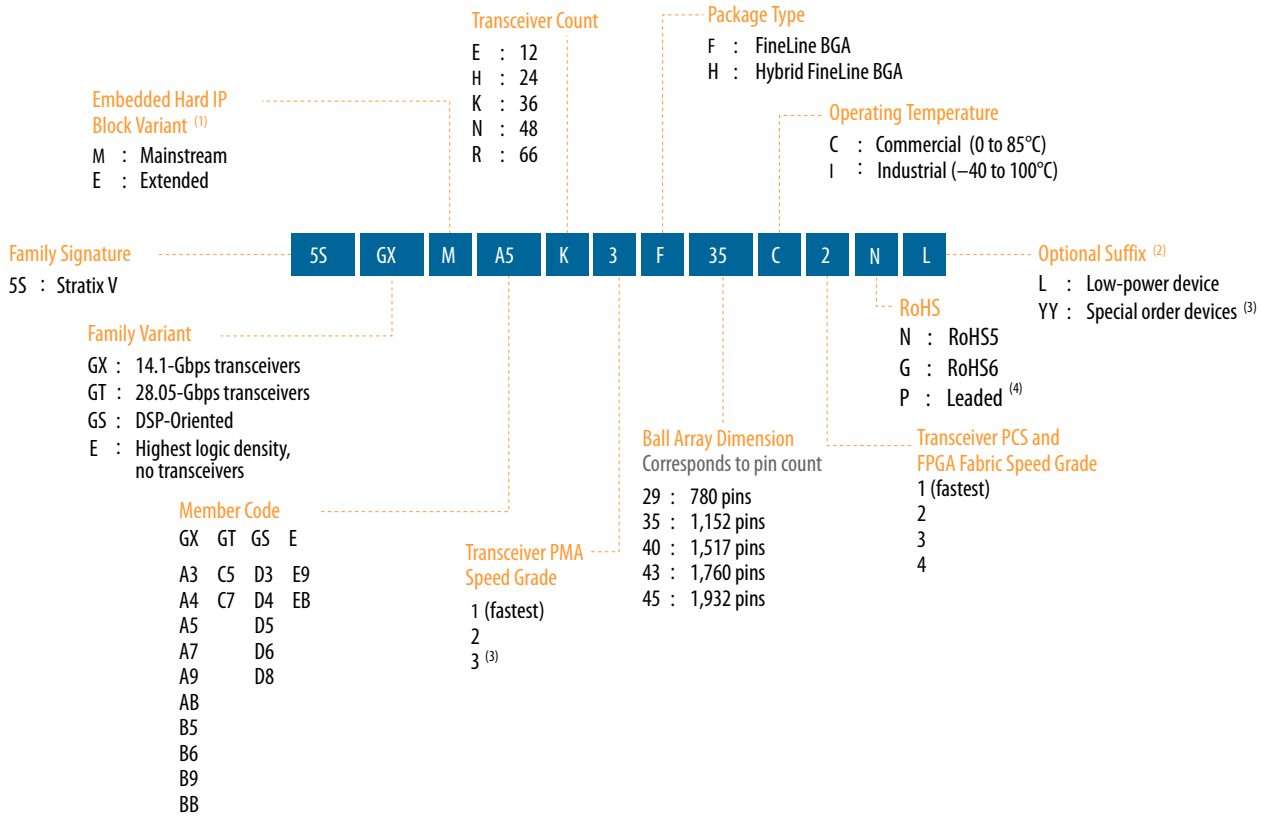 Transceiver Count
E : 12
H : 24
K : 36
N : 48
R : 66
Package Type
F : FineLine BGA
H : Hybrid FineLine BGA
Embedded Hard IP
Block Variant (1)
M : Mainstream
E : Extended
Operating Temperature
C : Commercial (0 to 85°C)
I : Industrial (–40 to 100°C)
Family Signature
5S : Stratix V
5S GX M A5 K 3 F 35 C 2 N L
Optional Suffix (2)
L : Low-power device
YY : Special order devices (3)
RoHS
N : RoHS5
G : RoHS6
P : Leaded (4)
Family Variant
GX : 14.1-Gbps transceivers
GT : 28.05-Gbps transceivers
GS : DSP-Oriented
E : Highest logic density,
no transceivers
Member Code
GX GT GS E
A3 C5 D3 E9
A4 C7 D4 EB
A5 D5
A7 D6
A9 D8
AB
B5
B6
B9
BB
Transceiver PMA
Speed Grade
1 (fastest)
2
3 (3)
Ball Array Dimension
Corresponds to pin count
29 : 780 pins
35 : 1,152 pins
40 : 1,517 pins
43 : 1,760 pins
45 : 1,932 pins
Transceiver PCS and
FPGA Fabric Speed Grade
1 (fastest)
2
3
4